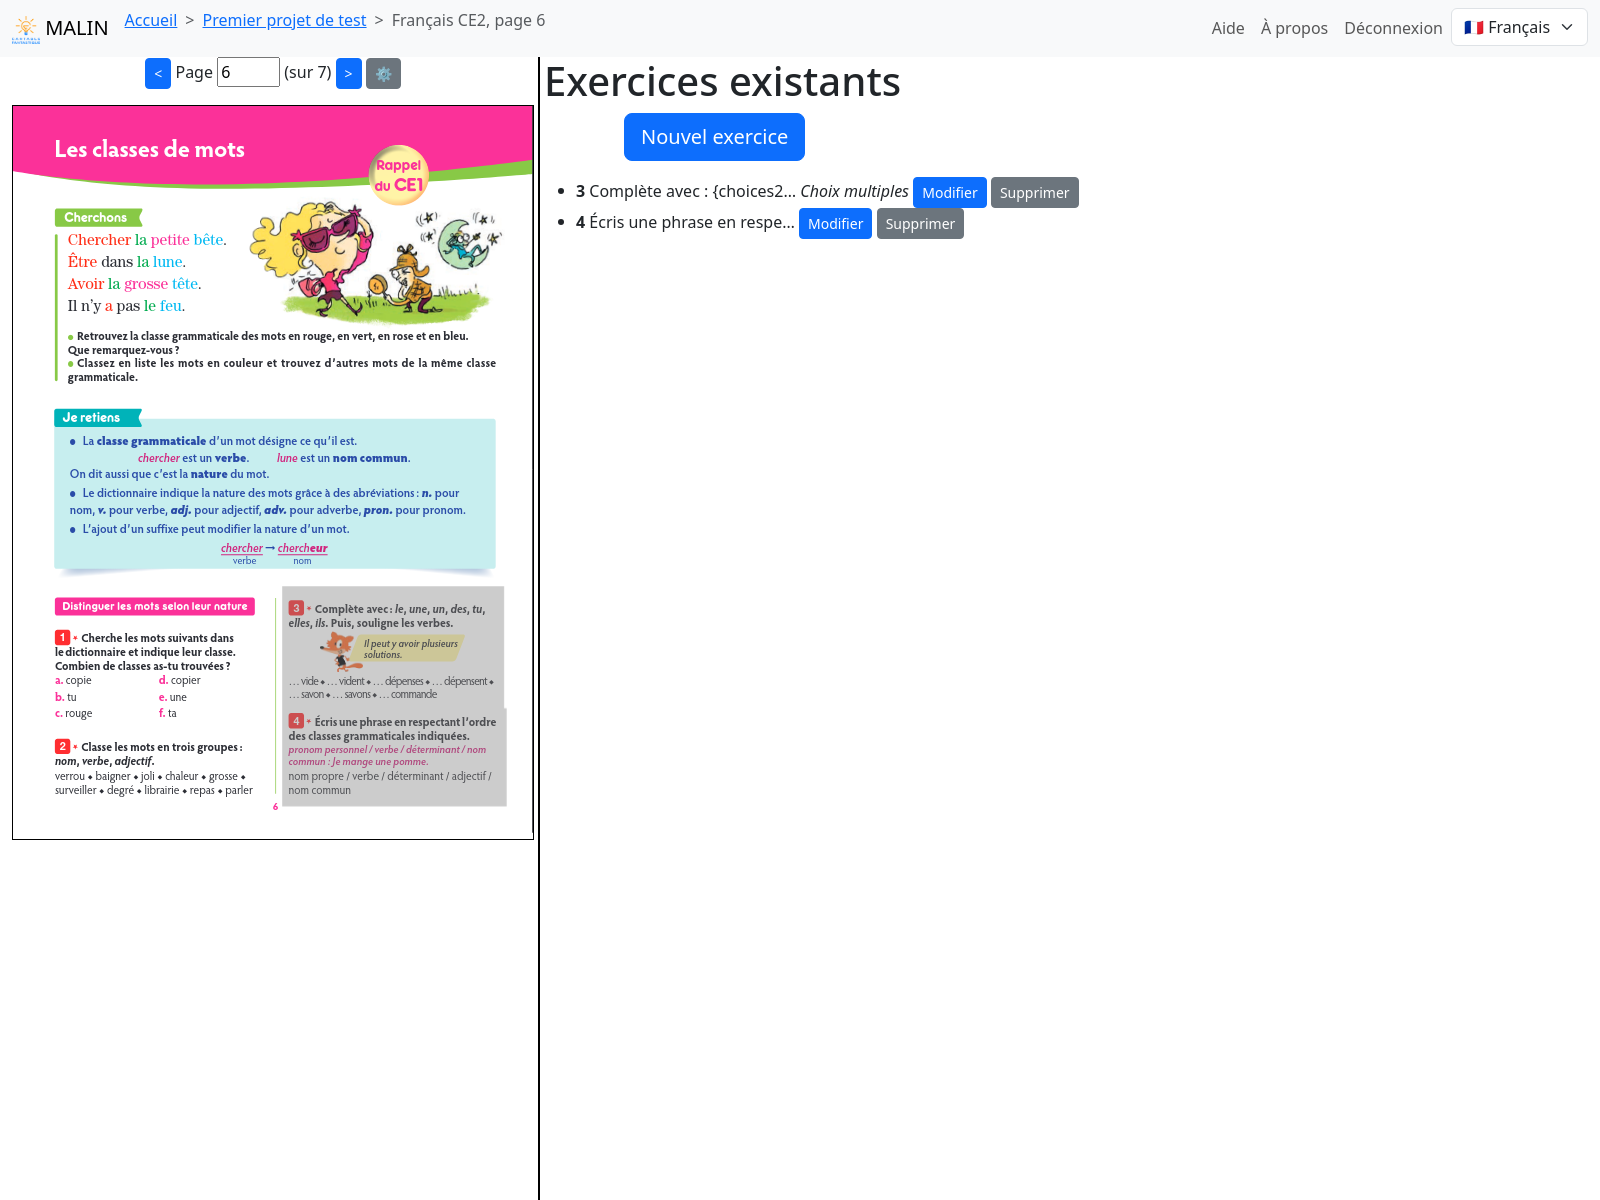 MALIN
Accueil > Premier projet de test > Français CE2, page 6
Aide À propos Déconnexion 🇫🇷 Français
< Page 6 (sur 7) > ⚙️
Les classes de mots
Rappel
du CE1
Cherchons
Chercher la petite bête.
Être dans la lune.
Avoir la grosse tête.
Il n'y a pas le feu.
• Retrouvez la classe grammaticale des mots en rouge, en vert, en rose et en bleu.
Que remarquez-vous ?
• Classez en liste les mots en couleur et trouvez d'autres mots de la même classe
grammaticale.
Je retiens
• La classe grammaticale d'un mot désigne ce qu'il est.
chercher est un verbe. lune est un nom commun.
On dit aussi que c'est la nature du mot.
• Le dictionnaire indique la nature des mots grâce à des abréviations : n. pour
nom, v. pour verbe, adj. pour adjectif, adv. pour adverbe, pron. pour pronom.
• L'ajout d'un suffixe peut modifier la nature d'un mot.
chercher → chercheur
verbe nom
Distinguer les mots selon leur nature
1 * Cherche les mots suivants dans
le dictionnaire et indique leur classe.
Combien de classes as-tu trouvées ?
a. copie d. copier
b. tu e. une
c. rouge f. ta
2 * Classe les mots en trois groupes :
nom, verbe, adjectif.
verrou ◆ baigner ◆ joli ◆ chaleur ◆ grosse ◆
surveiller ◆ degré ◆ librairie ◆ repas ◆ parler
3 * Complète avec : le, une, un, des, tu,
elles, ils. Puis, souligne les verbes.
Il peut y avoir plusieurs
solutions.
… vide ◆ … vident ◆ … dépenses ◆ … dépensent ◆
… savon ◆ … savons ◆ … commande
4 * Écris une phrase en respectant l'ordre
des classes grammaticales indiquées.
pronom personnel / verbe / déterminant / nom
commun : Je mange une pomme.
nom propre / verbe / déterminant / adjectif /
nom commun
6
Exercices existants
Nouvel exercice
• 3 Complète avec : {choices2… Choix multiples Modifier Supprimer
• 4 Écris une phrase en respe… Modifier Supprimer